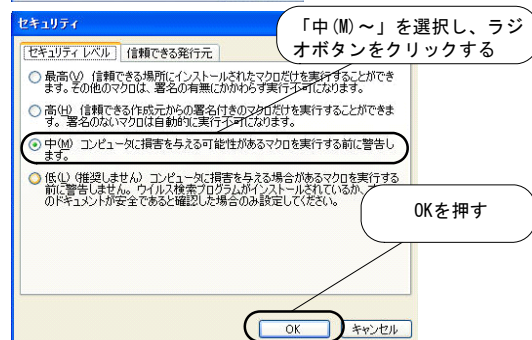 セキュリティ
「中(M)～」を選択し、ラジ
オボタンをクリックする
セキュリティ レベル
信頼できる発行元
最高(V) 信頼できる場所にインストールされたマクロだけを実行することができ
ます。その他のマクロは、署名の有無にかかわらず実行不可になります。
高(H) 信頼できる作成元からの署名付きのマクロだけを実行することができま
す。署名のないマクロは自動的に実行不可になります。
中(M) コンピュータに損害を与える可能性があるマクロを実行する前に警告し
ます。
低(L) (推奨しません) コンピュータに損害を与える場合があるマクロを実行する
前に警告しません。ウイルス検索プログラムがインストールされているか、
のドキュメントが安全であると確認した場合のみ設定してください。
OKを押す
OK
キャンセル